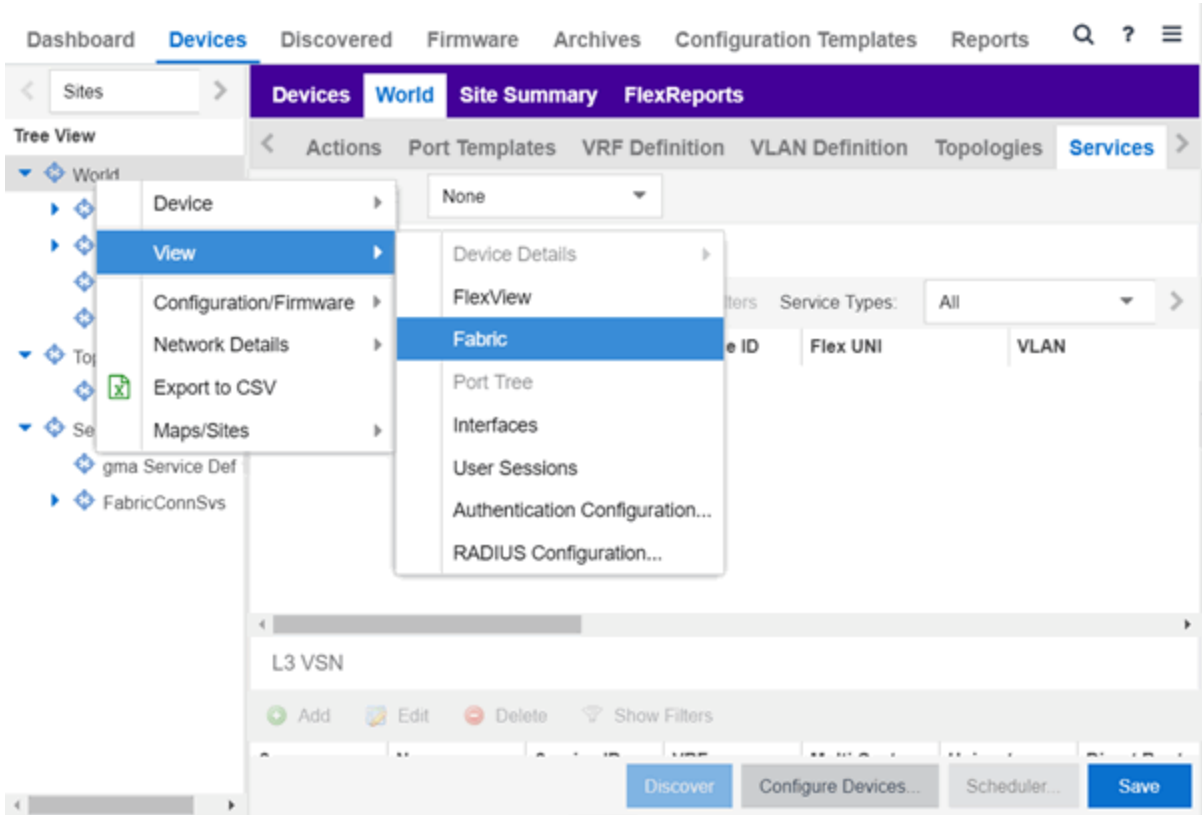 Dashboard Devices Discovered Firmware Archives Configuration Templates Reports ?
Sites
Devices World Site Summary FlexReports
Tree View
Actions Port Templates VRF Definition VLAN Definition Topologies Services
World
None
Device
View
Configuration/Firmware
Network Details
Export to CSV
Maps/Sites
Device Details
FlexView
Fabric
Port Tree
Interfaces
User Sessions
Authentication Configuration...
RADIUS Configuration...
Service Types: All
e ID Flex UNI VLAN
Se
gma Service Def
FabricConnSvs
L3 VSN
Add Edit Delete Show Filters
Discover Configure Devices... Scheduler... Save